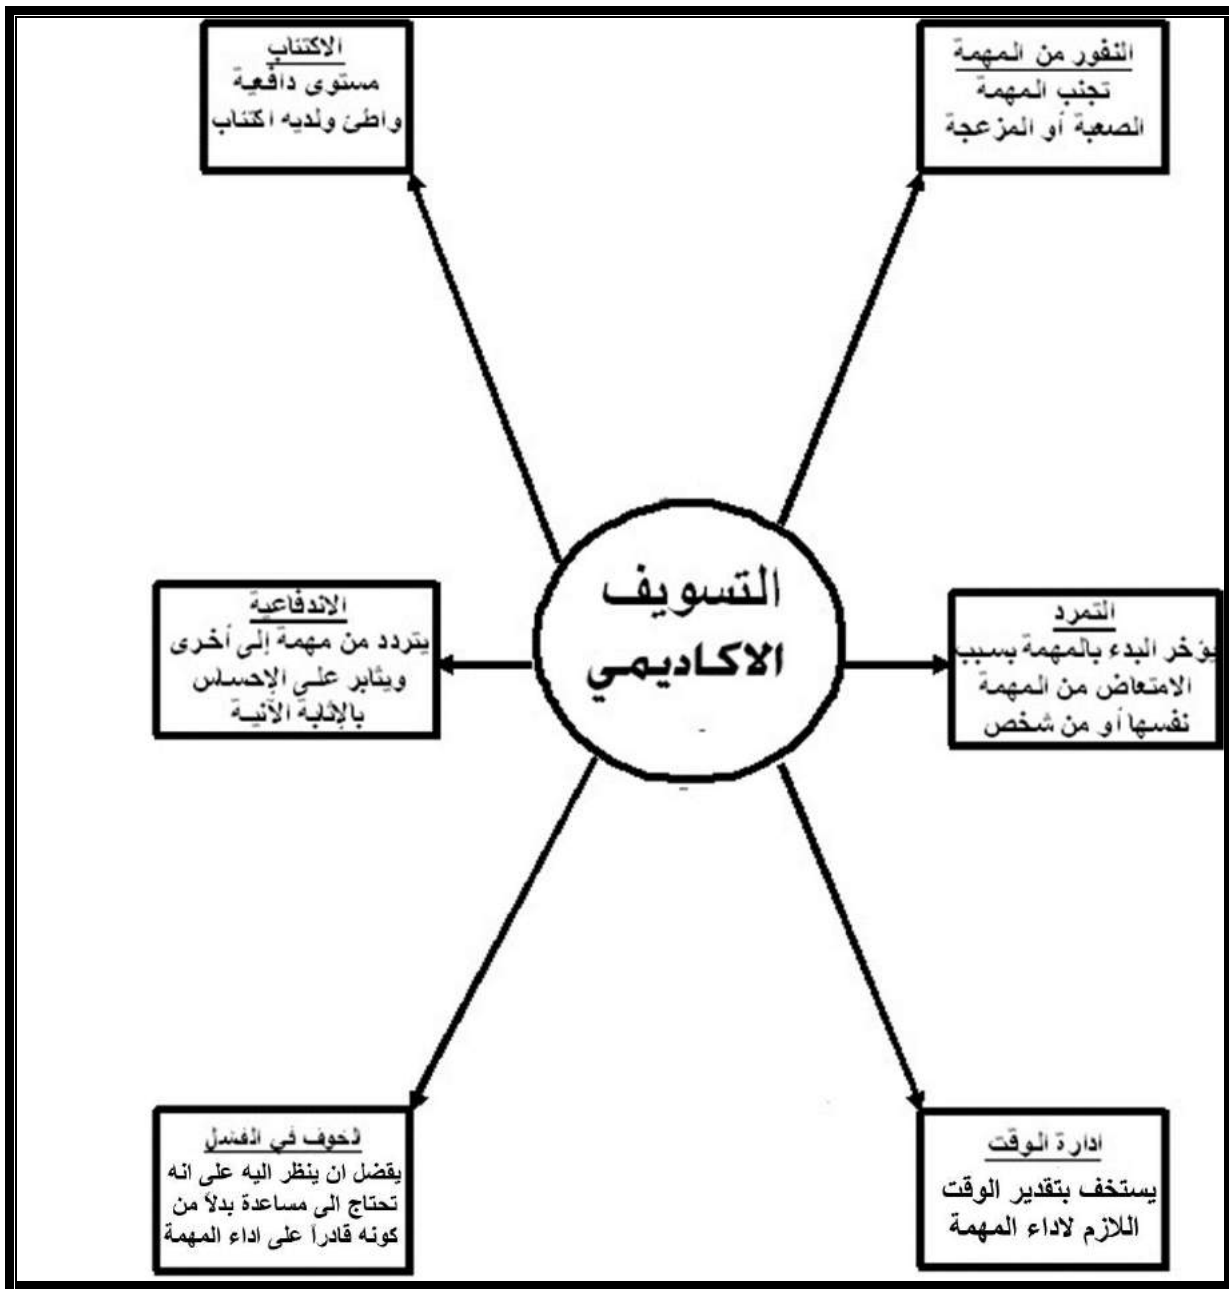 النفور من المهمة
تجنب المهمة
الصعبة أو المزعجة
الاكتئاب
مستوى دافعية
واطئ ولديه اكتئاب
التسويف
الاكاديمي
التمرد
يؤخر البدء بالمهمة بسبب
الامتعاض من المهمة
نفسها أو من شخص
الاندفاعية
يتردد من مهمة إلى أخرى
ويثابر على الإحساس
بالإثابة الآنية
ادارة الوقت
يستخف بتقدير الوقت
اللازم لاداء المهمة
الخوف في الفشل
يفضل ان ينظر اليه على انه
تحتاج الى مساعدة بدلاً من
كونه قادراً على اداء المهمة